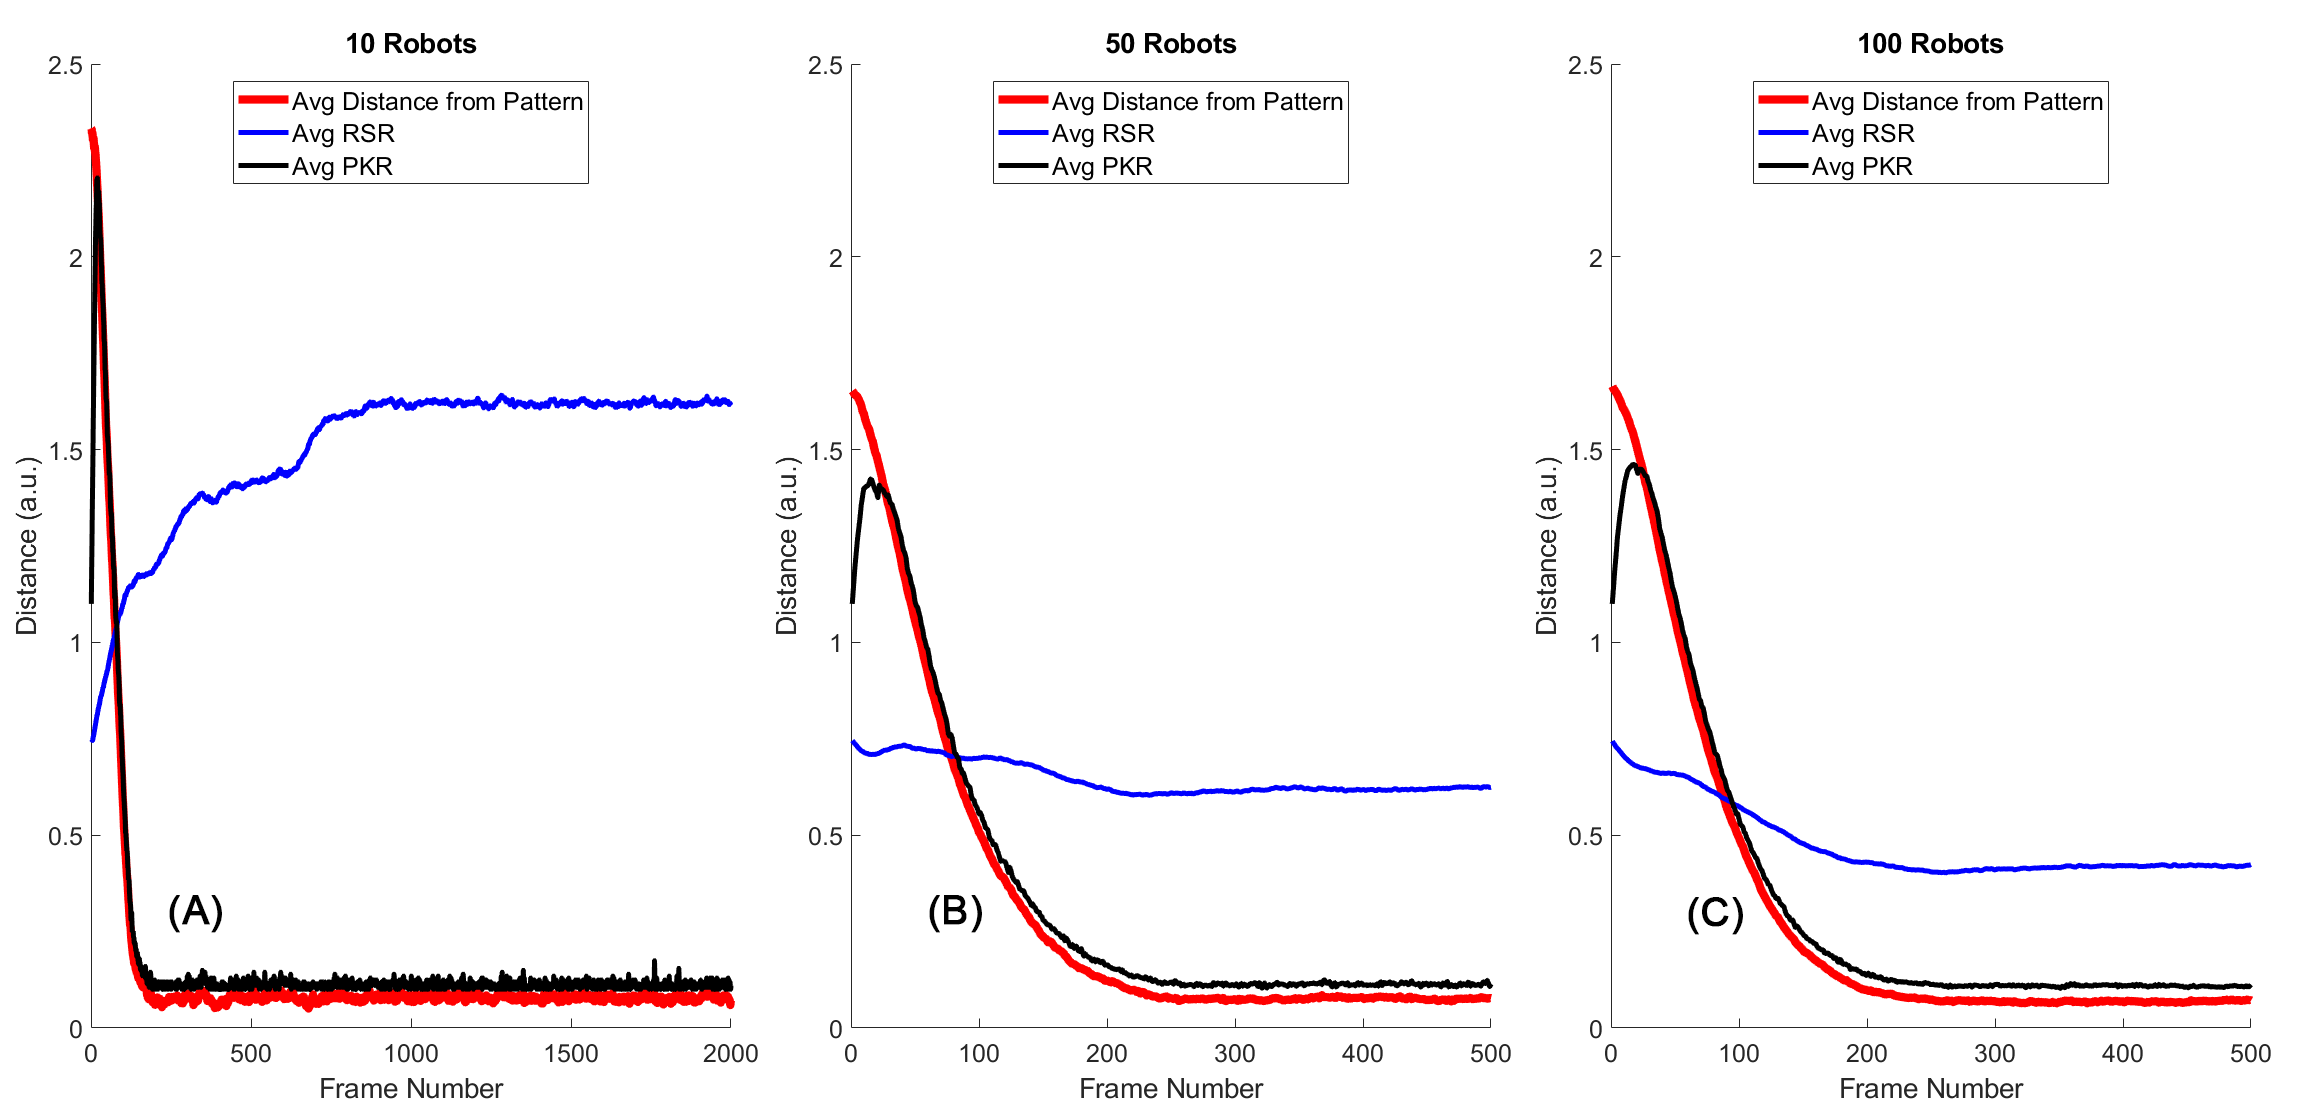 10 Robots
2.5
2
1.5
1
0.5
0
Distance (a.u.)
Avg Distance from Pattern
Avg RSR
Avg PKR
(A)
0 500 1000 1500 2000
Frame Number
50 Robots
2.5
2
1.5
1
0.5
0
Distance (a.u.)
Avg Distance from Pattern
Avg RSR
Avg PKR
(B)
0 100 200 300 400 500
Frame Number
100 Robots
2.5
2
1.5
1
0.5
0
Distance (a.u.)
Avg Distance from Pattern
Avg RSR
Avg PKR
(C)
0 100 200 300 400 500
Frame Number